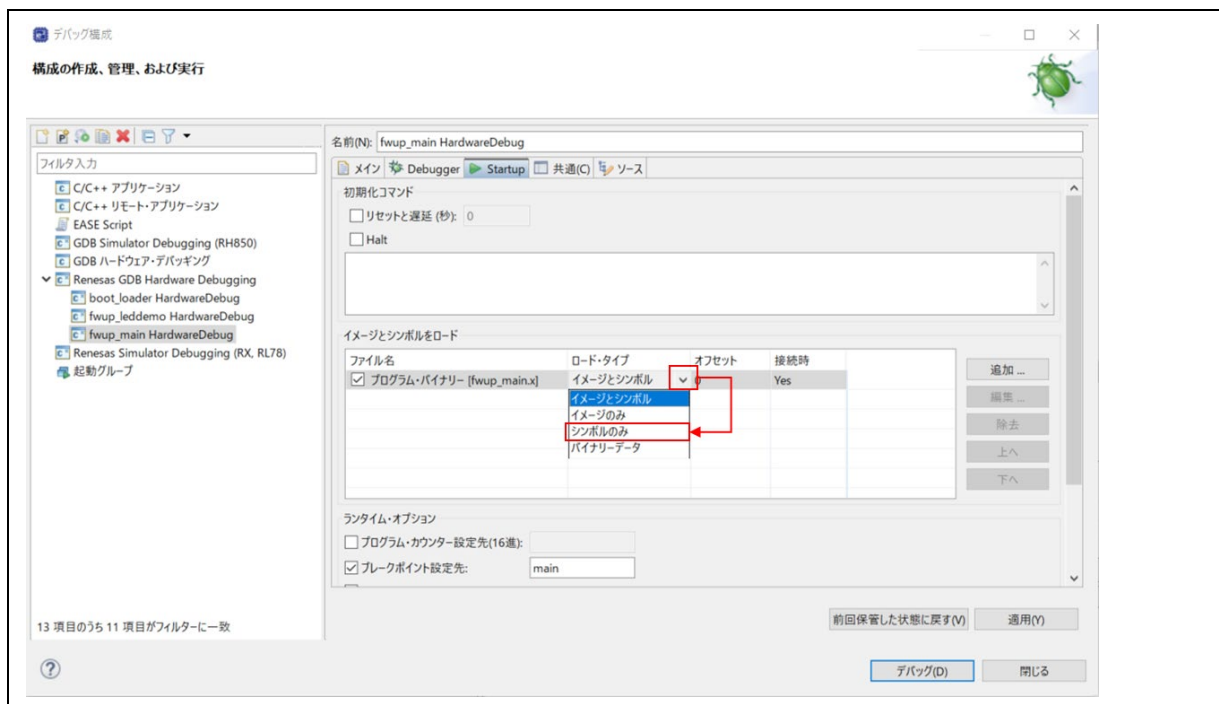 デバッグ構成
構成の作成、管理、および実行
フィルタ入力
C/C++ アプリケーション
C/C++ リモート・アプリケーション
EASE Script
GDB Simulator Debugging (RH850)
GDB ハードウェア・デバッギング
Renesas GDB Hardware Debugging
boot_loader HardwareDebug
fwup_leddemo HardwareDebug
fwup_main HardwareDebug
Renesas Simulator Debugging (RX, RL78)
起動グループ
13 項目のうち 11 項目がフィルターに一致
名前(N): fwup_main HardwareDebug
メイン Debugger Startup 共通(C) ソース
初期化コマンド
リセットと遅延 (秒): 0
Halt
イメージとシンボルをロード
ファイル名 ロード・タイプ オフセット 接続時
プログラム・バイナリー [fwup_main.x] イメージとシンボル 0 Yes
イメージとシンボル
イメージのみ
シンボルのみ
バイナリーデータ
追加 ...
編集 ...
除去
上へ
下へ
ランタイム・オプション
プログラム・カウンター設定先(16進):
ブレークポイント設定先: main
前回保管した状態に戻す(V) 適用(Y)
デバッグ(D) 閉じる